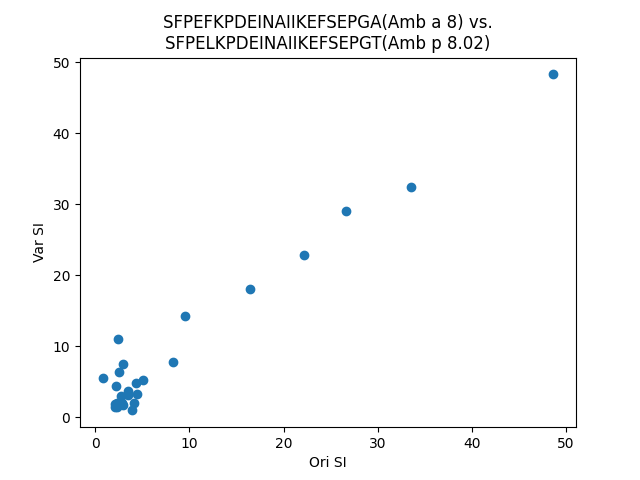 SFPEFKPDEINAIIKEFSEPGA(Amb a 8) vs.
SFPELKPDEINAIIKEFSEPGT(Amb p 8.02)
50
40
30
20
10
0
Var SI
0 10 20 30 40 50
Ori SI